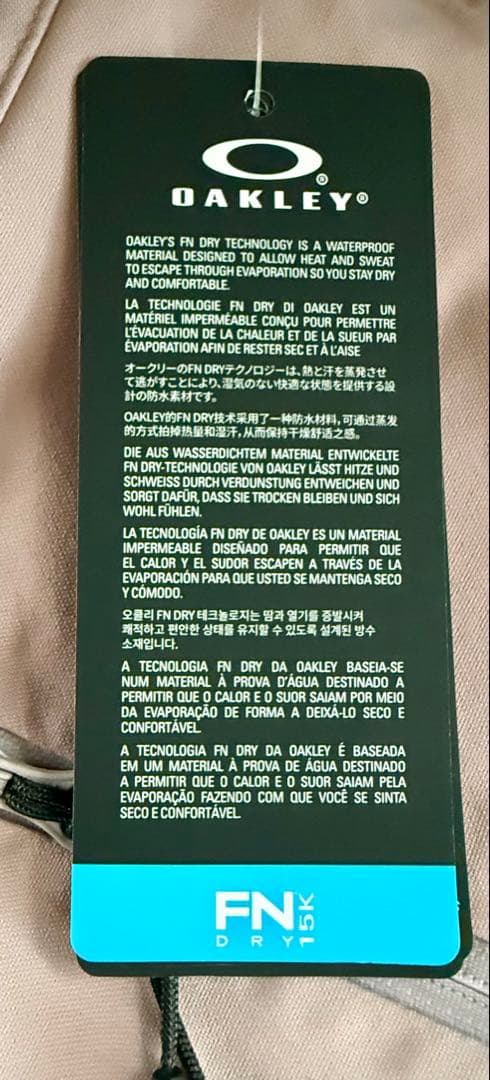 OAKLEY®
OAKLEY'S FN DRY TECHNOLOGY IS A WATERPROOF
MATERIAL DESIGNED TO ALLOW HEAT AND SWEAT
TO ESCAPE THROUGH EVAPORATION SO YOU STAY DRY
AND COMFORTABLE.
LA TECHNOLOGIE FN DRY DI OAKLEY EST UN
MATÉRIEL IMPERMÉABLE CONÇU POUR PERMETTRE
L'ÉVACUATION DE LA CHALEUR ET DE LA SUEUR PAR
ÉVAPORATION AFIN DE RESTER SEC ET À L'AISE
オークリーのFN DRYテクノロジーは、熱と汗を蒸発させ
て逃がすことにより、湿気のない快適な状態を提供する設
計の防水素材です。
OAKLEY的FN DRY技术采用了一种防水材料，可通过蒸发
的方式拍掉热量和湿汗，从而保持干燥舒适之感。
DIE AUS WASSERDICHTEM MATERIAL ENTWICKELTE
FN DRY-TECHNOLOGIE VON OAKLEY LÄSST HITZE UND
SCHWEISS DURCH VERDUNSTUNG ENTWEICHEN UND
SORGT DAFÜR, DASS SIE TROCKEN BLEIBEN UND SICH
WOHL FÜHLEN.
LA TECNOLOGÍA FN DRY DE OAKLEY ES UN MATERIAL
IMPERMEABLE DISEÑADO PARA PERMITIR QUE
EL CALOR Y EL SUDOR ESCAPEN A TRAVÉS DE LA
EVAPORACIÓN PARA QUE USTED SE MANTENGA SECO
Y CÓMODO.
오클리 FN DRY 테크놀로지는 땀과 열기를 증발시켜
쾌적하고 편안한 상태를 유지할 수 있도록 설계된 방수
소재입니다.
A TECNOLOGIA FN DRY DA OAKLEY BASEIA-SE
NUM MATERIAL À PROVA D'ÁGUA DESTINADO A
PERMITIR QUE O CALOR E O SUOR SAIAM POR MEIO
DA EVAPORAÇÃO DE FORMA A DEIXÁ-LO SECO E
CONFORTÁVEL.
A TECNOLOGIA FN DRY DA OAKLEY É BASEADA
EM UM MATERIAL À PROVA DE ÁGUA DESTINADO
A PERMITIR QUE O CALOR E O SUOR SAIAM PELA
EVAPORAÇÃO FAZENDO COM QUE VOCÊ SE SINTA
SECO E CONFORTÁVEL.
FN
DRY 15K